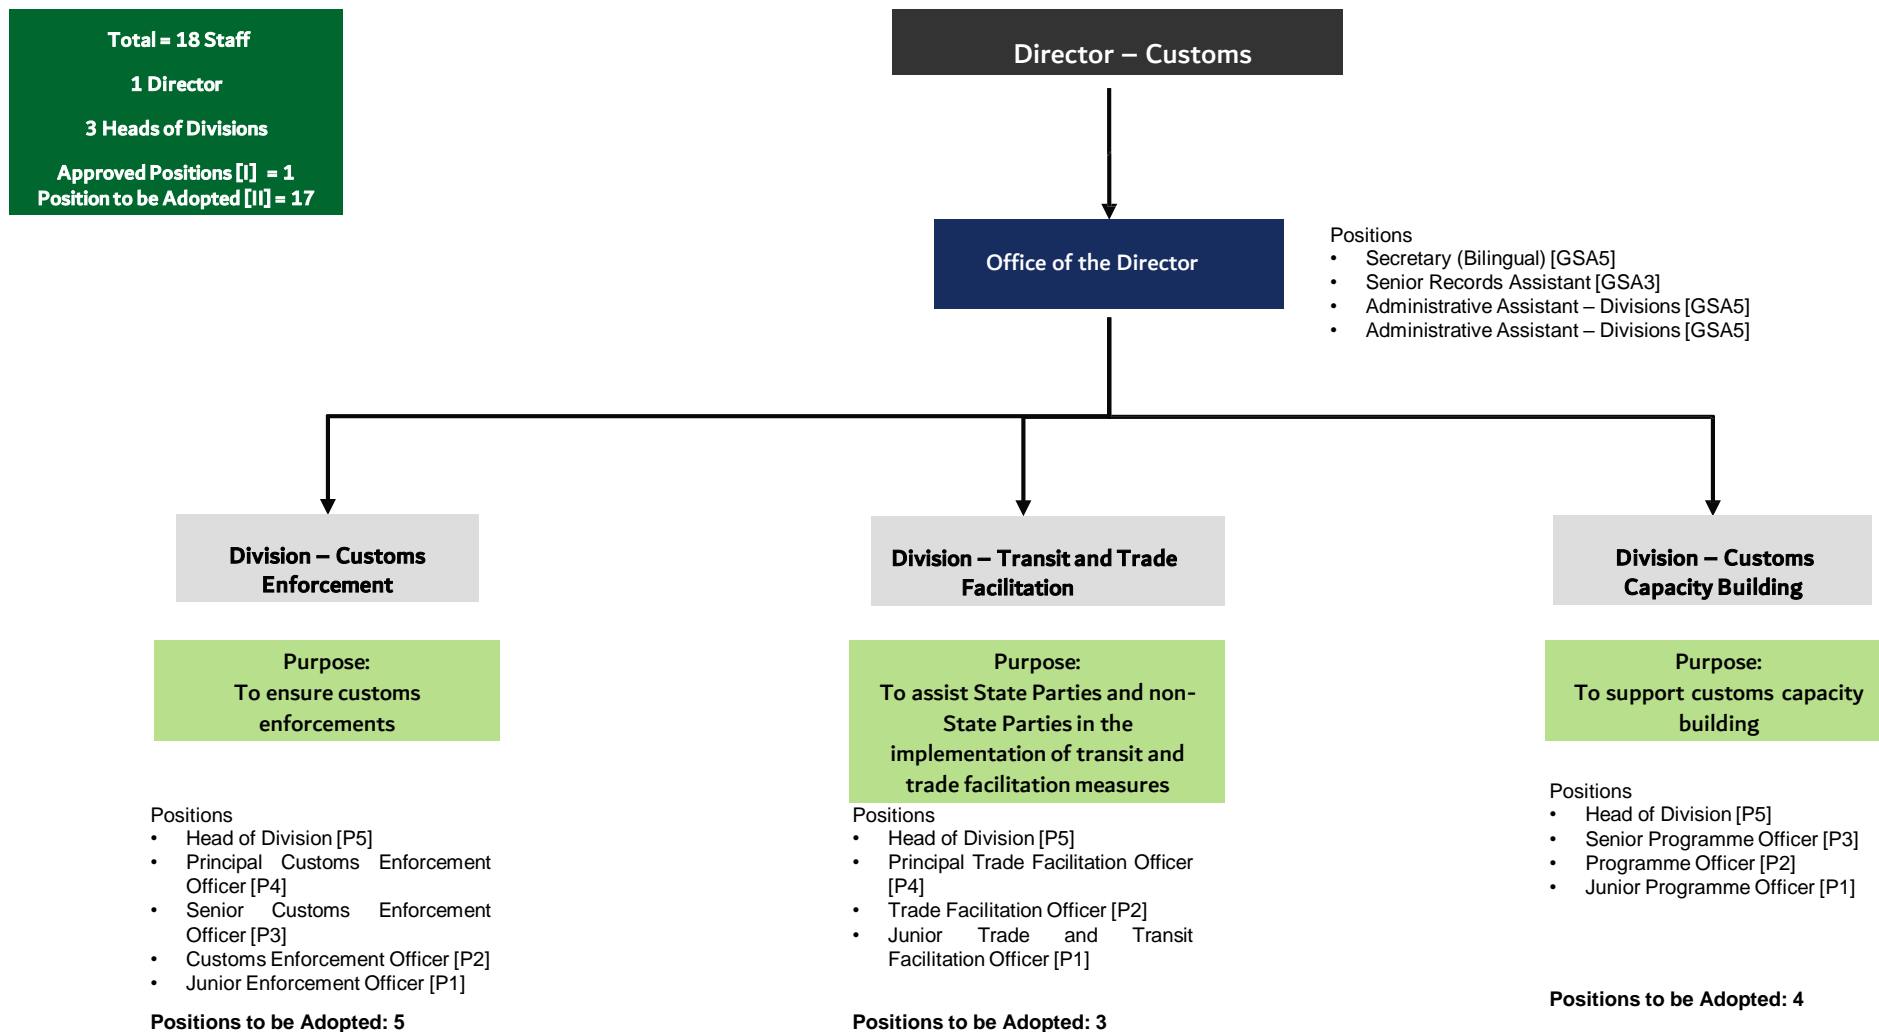 Total = 18 Staff
1 Director
3 Heads of Divisions
Approved Positions [I] = 1
Position to be Adopted [II] = 17
Director – Customs
Office of the Director
Positions
• Secretary (Bilingual) [GSA5]
• Senior Records Assistant [GSA3]
• Administrative Assistant – Divisions [GSA5]
• Administrative Assistant – Divisions [GSA5]
Division – Customs
Enforcement
Purpose:
To ensure customs
enforcements
Positions
• Head of Division [P5]
• Principal Customs Enforcement
Officer [P4]
• Senior Customs Enforcement
Officer [P3]
• Customs Enforcement Officer [P2]
• Junior Enforcement Officer [P1]
Positions to be Adopted: 5
Division – Transit and Trade
Facilitation
Purpose:
To assist State Parties and non-
State Parties in the
implementation of transit and
trade facilitation measures
Positions
• Head of Division [P5]
• Principal Trade Facilitation Officer
[P4]
• Trade Facilitation Officer [P2]
• Junior Trade and Transit
Facilitation Officer [P1]
Positions to be Adopted: 3
Division – Customs
Capacity Building
Purpose:
To support customs capacity
building
Positions
• Head of Division [P5]
• Senior Programme Officer [P3]
• Programme Officer [P2]
• Junior Programme Officer [P1]
Positions to be Adopted: 4